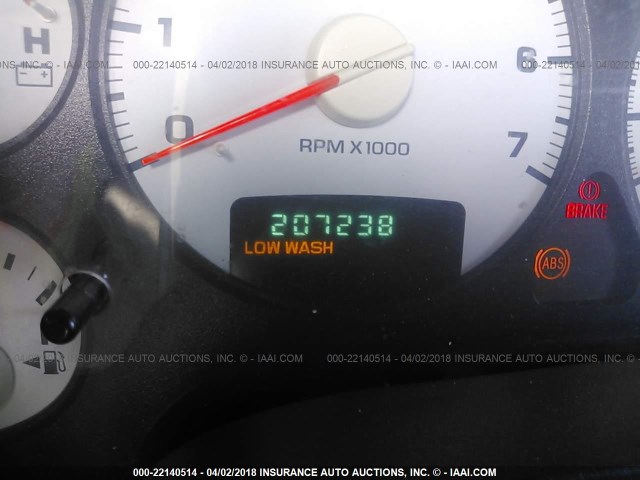 1
6
H
000-22140514 - 04/02/2018 INSURANCE AUTO AUCTIONS, INC. © - IAAI.COM
0
7
RPM X1000
207238
LOW WASH
BRAKE
ABS
INSURANCE AUTO AUCTIONS, INC. © - IAAI.COM
000-22140514 - 04/02/2018 INSURANCE
000-22140514 - 04/02/2018 INSURANCE AUTO AUCTIONS, INC. © - IAAI.COM